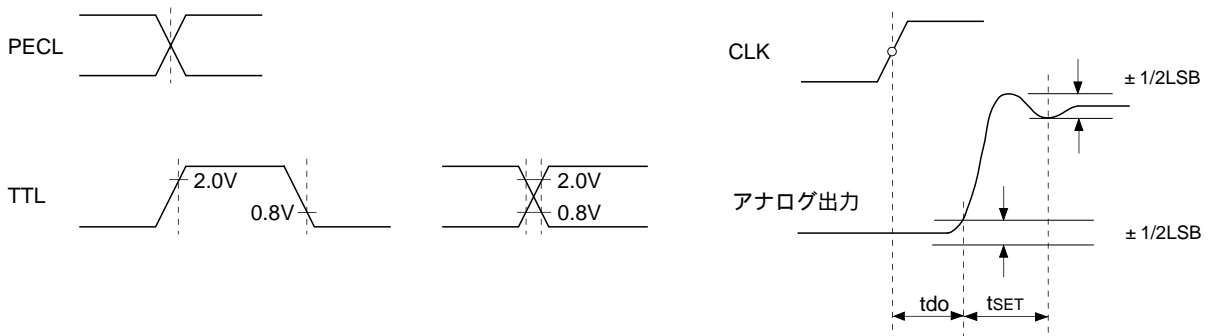 PECL
TTL
2.0V
0.8V
2.0V
0.8V
CLK
± 1/2LSB
アナログ出力
± 1/2LSB
tdo
tSET